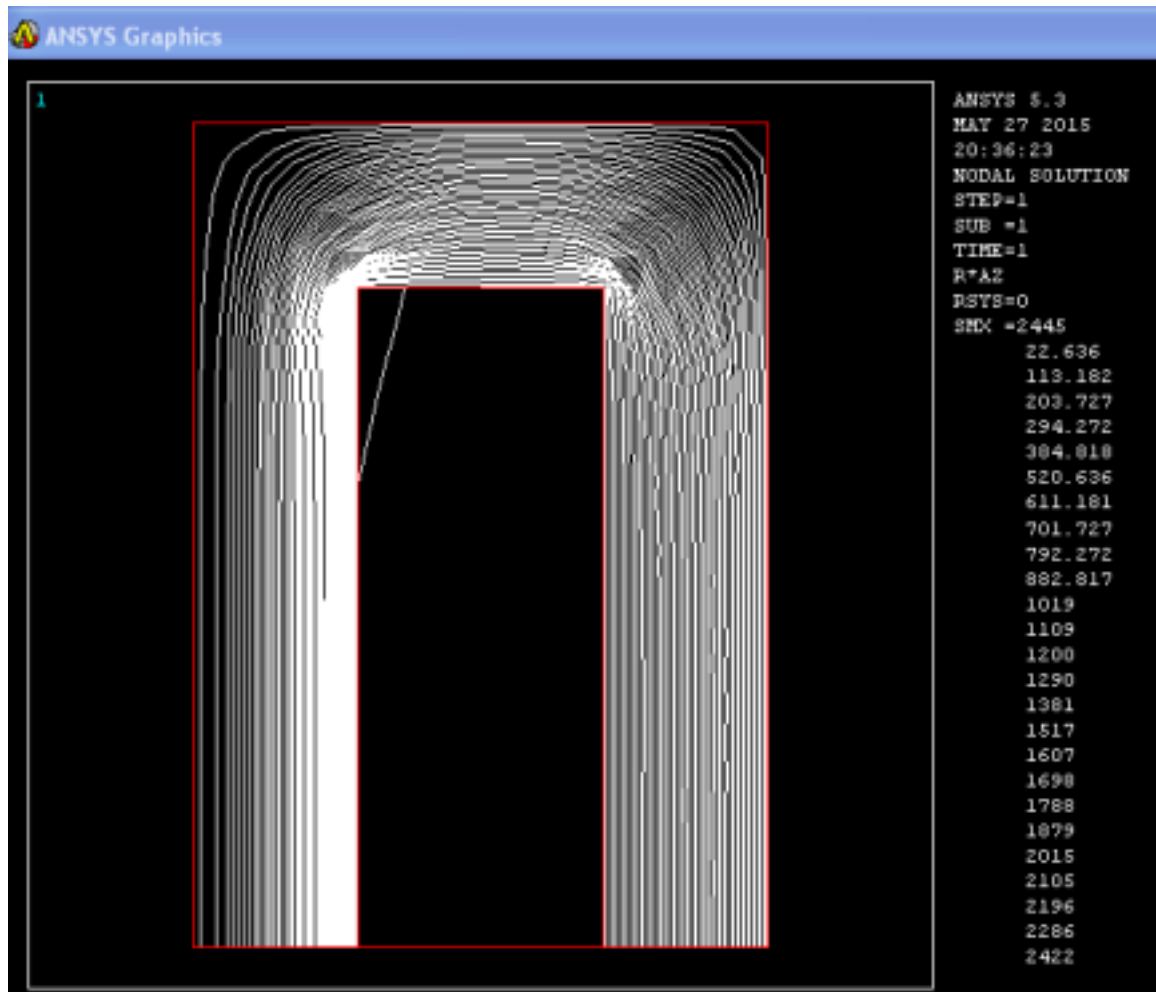 ANSYS Graphics
1
ANSYS 5.3
MAY 27 2015
20:36:23
NODAL SOLUTION
STEP=1
SUB =1
TIME=1
R*AZ
RSYS=0
SMX =2445
22.636
113.182
203.727
294.272
384.818
520.636
611.181
701.727
792.272
882.817
1019
1109
1200
1290
1381
1517
1607
1698
1788
1879
2015
2105
2196
2286
2422